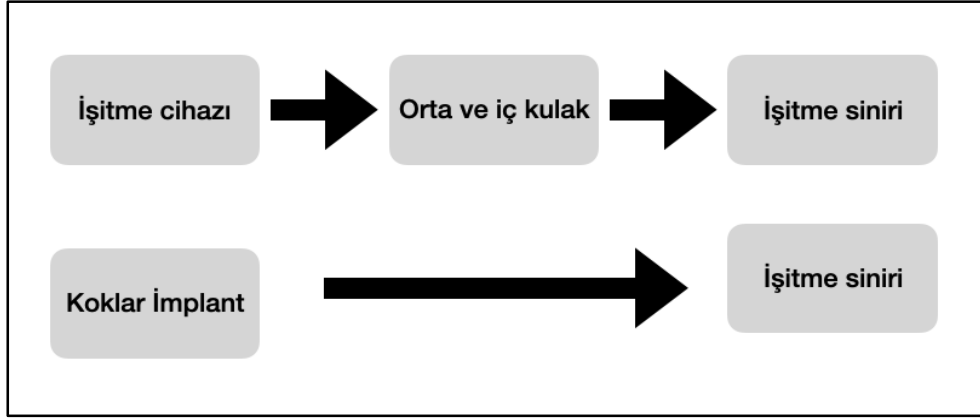 İşitme cihazı
Orta ve iç kulak
İşitme siniri
Koklar İmplant
İşitme siniri